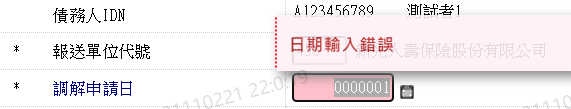 債務人IDN A123456789 測試者1
* 報送單位代號 人壽保險股份有限公司
日期輸入錯誤
* 調解申請日 0000001